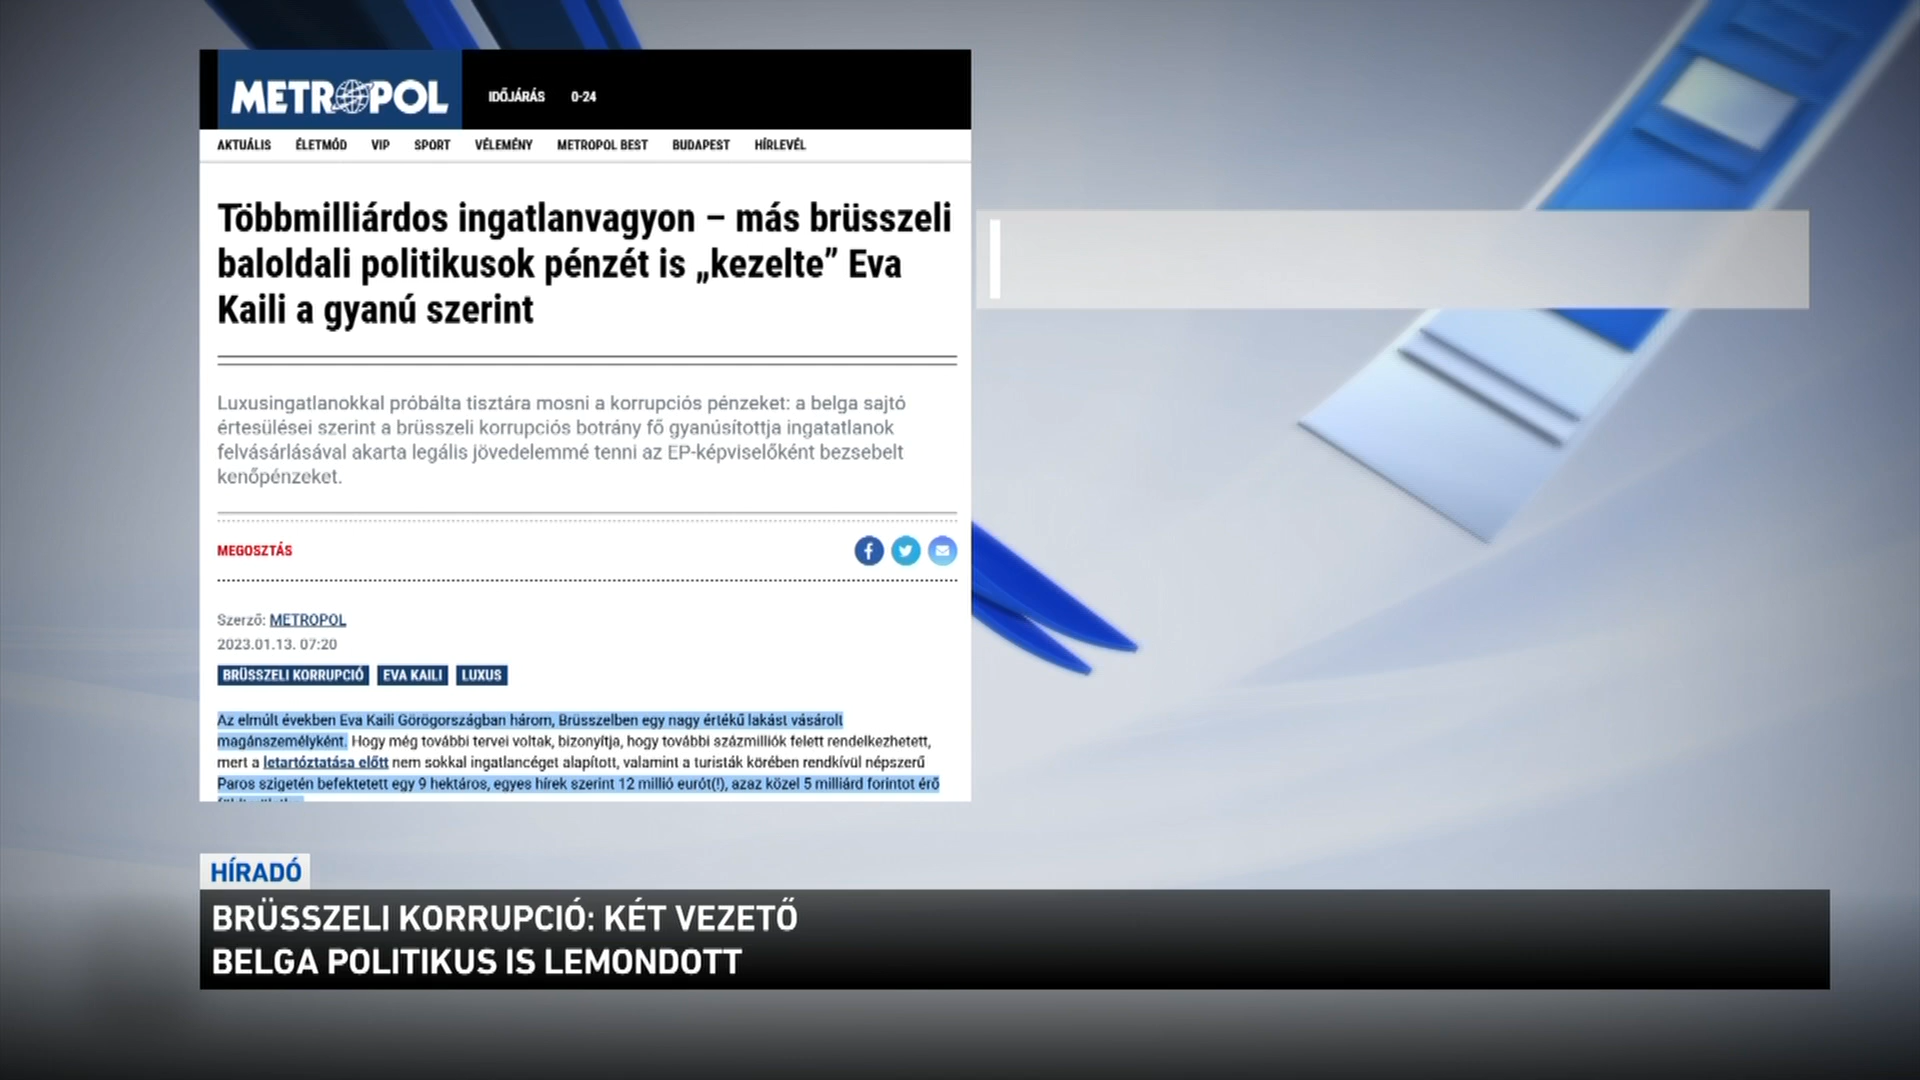 METROPOL
IDŐJÁRÁS 0-24
AKTUÁLIS ÉLETMÓD VIP SPORT VÉLEMÉNY METROPOL BEST BUDAPEST HÍRLEVÉL
Többmilliárdos ingatlanvagyon – más brüsszeli
baloldali politikusok pénzét is „kezelte” Eva
Kaili a gyanú szerint
Luxusingatlanokkal próbálta tisztára mosni a korrupciós pénzeket: a belga sajtó
értesülései szerint a brüsszeli korrupciós botrány fő gyanúsítottja ingatatlanok
felvásárlásával akarta legális jövedelemmé tenni az EP-képviselőként bezsebelt
kenőpénzeket.
MEGOSZTÁS
Szerző: METROPOL
2023.01.13. 07:20
BRÜSSZELI KORRUPCIÓ EVA KAILI LUXUS
Az elmúlt években Eva Kaili Görögországban három, Brüsszelben egy nagy értékű lakást vásárolt
magánszemélyként. Hogy még további tervei voltak, bizonyítja, hogy további százmilliók felett rendelkezhetett,
mert a letartóztatása előtt nem sokkal ingatlancéget alapított, valamint a turisták körében rendkívül népszerű
Paros szigetén befektetett egy 9 hektáros, egyes hírek szerint 12 millió eurót(!), azaz közel 5 milliárd forintot érő
HÍRADÓ
BRÜSSZELI KORRUPCIÓ: KÉT VEZETŐ
BELGA POLITIKUS IS LEMONDOTT